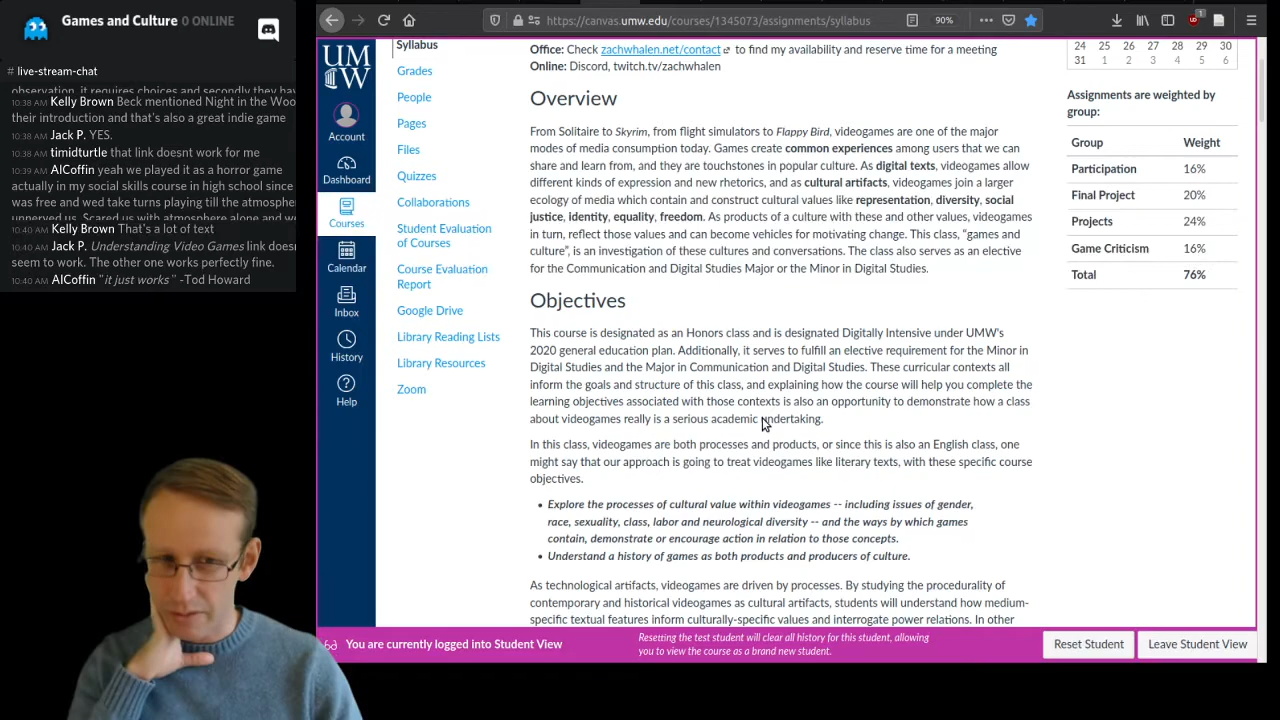 Games and Culture 0 ONLINE
# live-stream-chat
observation, it requires choices and secondly they hav
10:38 AM Kelly Brown Beck mentioned Night in the Woo
their introduction and that's also a great indie game
10:38 AM Jack P. YES.
10:38 AM timidturtle that link doesnt work for me
10:39 AM AlCoffin yeah we played it as a horror game
actually in my social skills course in high school since
was free and wed take turns playing till the atmosphe
unnerved us. Scared us with atmosphere alone and w
10:40 AM Kelly Brown That's a lot of text
10:40 AM Jack P. Understanding Video Games link doesn
seem to work. The other one works perfectly fine.
10:40 AM AlCoffin "it just works" -Tod Howard
https://canvas.umw.edu/courses/1345073/assignments/syllabus
90%
1
UMW
Account
Dashboard
Courses
Calendar
Inbox
History
Help
Syllabus
Grades
People
Pages
Files
Quizzes
Collaborations
Student Evaluation
of Courses
Course Evaluation
Report
Google Drive
Library Reading Lists
Library Resources
Zoom
Office: Check zachwhalen.net/contact to find my availability and reserve time for a meeting
Online: Discord, twitch.tv/zachwhalen
Overview
From Solitaire to Skyrim, from flight simulators to Flappy Bird, videogames are one of the major
modes of media consumption today. Games create common experiences among users that we can
share and learn from, and they are touchstones in popular culture. As digital texts, videogames allow
different kinds of expression and new rhetorics, and as cultural artifacts, videogames join a larger
ecology of media which contain and construct cultural values like representation, diversity, social
justice, identity, equality, freedom. As products of a culture with these and other values, videogames
in turn, reflect those values and can become vehicles for motivating change. This class, "games and
culture", is an investigation of these cultures and conversations. The class also serves as an elective
for the Communication and Digital Studies Major or the Minor in Digital Studies.
Objectives
This course is designated as an Honors class and is designated Digitally Intensive under UMW's
2020 general education plan. Additionally, it serves to fulfill an elective requirement for the Minor in
Digital Studies and the Major in Communication and Digital Studies. These curricular contexts all
inform the goals and structure of this class, and explaining how the course will help you complete the
learning objectives associated with those contexts is also an opportunity to demonstrate how a class
about videogames really is a serious academic undertaking.
In this class, videogames are both processes and products, or since this is also an English class, one
might say that our approach is going to treat videogames like literary texts, with these specific course
objectives.
• Explore the processes of cultural value within videogames -- including issues of gender,
race, sexuality, class, labor and neurological diversity -- and the ways by which games
contain, demonstrate or encourage action in relation to those concepts.
• Understand a history of games as both products and producers of culture.
As technological artifacts, videogames are driven by processes. By studying the procedurality of
contemporary and historical videogames as cultural artifacts, students will understand how medium-
specific textual features inform culturally-specific values and interrogate power relations. In other
24 25 26 27 28 29 30
31 1 2 3 4 5 6
Assignments are weighted by
group:
Group Weight
Participation 16%
Final Project 20%
Projects 24%
Game Criticism 16%
Total 76%
You are currently logged into Student View
Resetting the test student will clear all history for this student, allowing
you to view the course as a brand new student.
Reset Student
Leave Student View